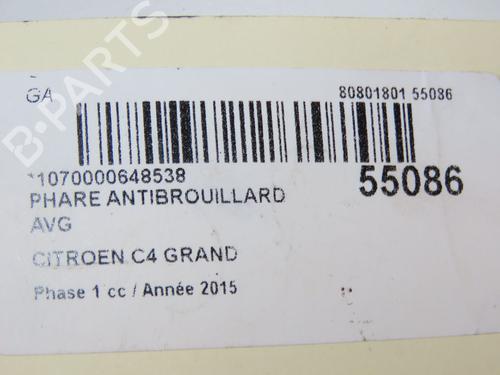 GA
80801801 55086
*1070000648538
55086
PHARE ANTIBROUILLARD
AVG
CITROEN C4 GRAND
Phase 1 cc / Année 2015
B-PARTS